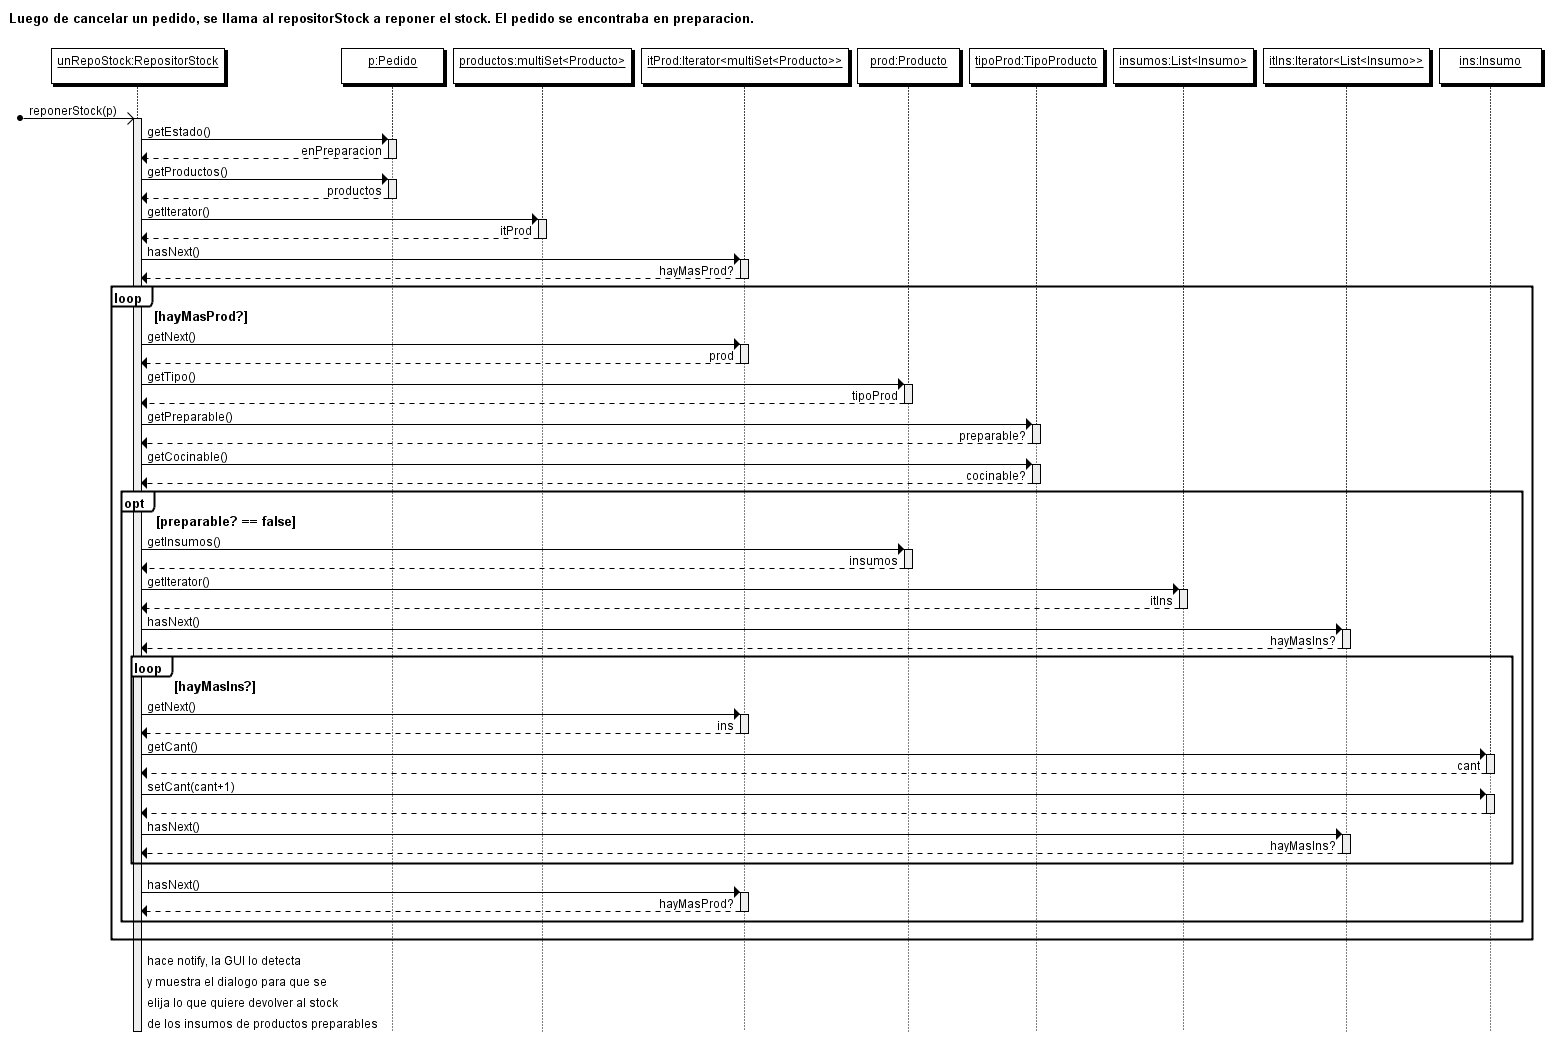 Luego de cancelar un pedido, se llama al repositorStock a reponer el stock. El pedido se encontraba en preparacion.
unRepoStock:RepositorStock
p:Pedido
productos:multiSet<Producto>
itProd:Iterator<multiSet<Producto>>
prod:Producto
tipoProd:TipoProducto
insumos:List<Insumo>
itIns:Iterator<List<Insumo>>
ins:Insumo
reponerStock(p)
getEstado()
enPreparacion
getProductos()
productos
getIterator()
itProd
hasNext()
hayMasProd?
loop
[hayMasProd?]
getNext()
prod
getTipo()
tipoProd
getPreparable()
preparable?
getCocinable()
cocinable?
opt
[preparable? == false]
getInsumos()
insumos
getIterator()
itIns
hasNext()
hayMasIns?
loop
[hayMasIns?]
getNext()
ins
getCant()
cant
setCant(cant+1)
hasNext()
hayMasIns?
hasNext()
hayMasProd?
hace notify, la GUI lo detecta
y muestra el dialogo para que se
elija lo que quiere devolver al stock
de los insumos de productos preparables